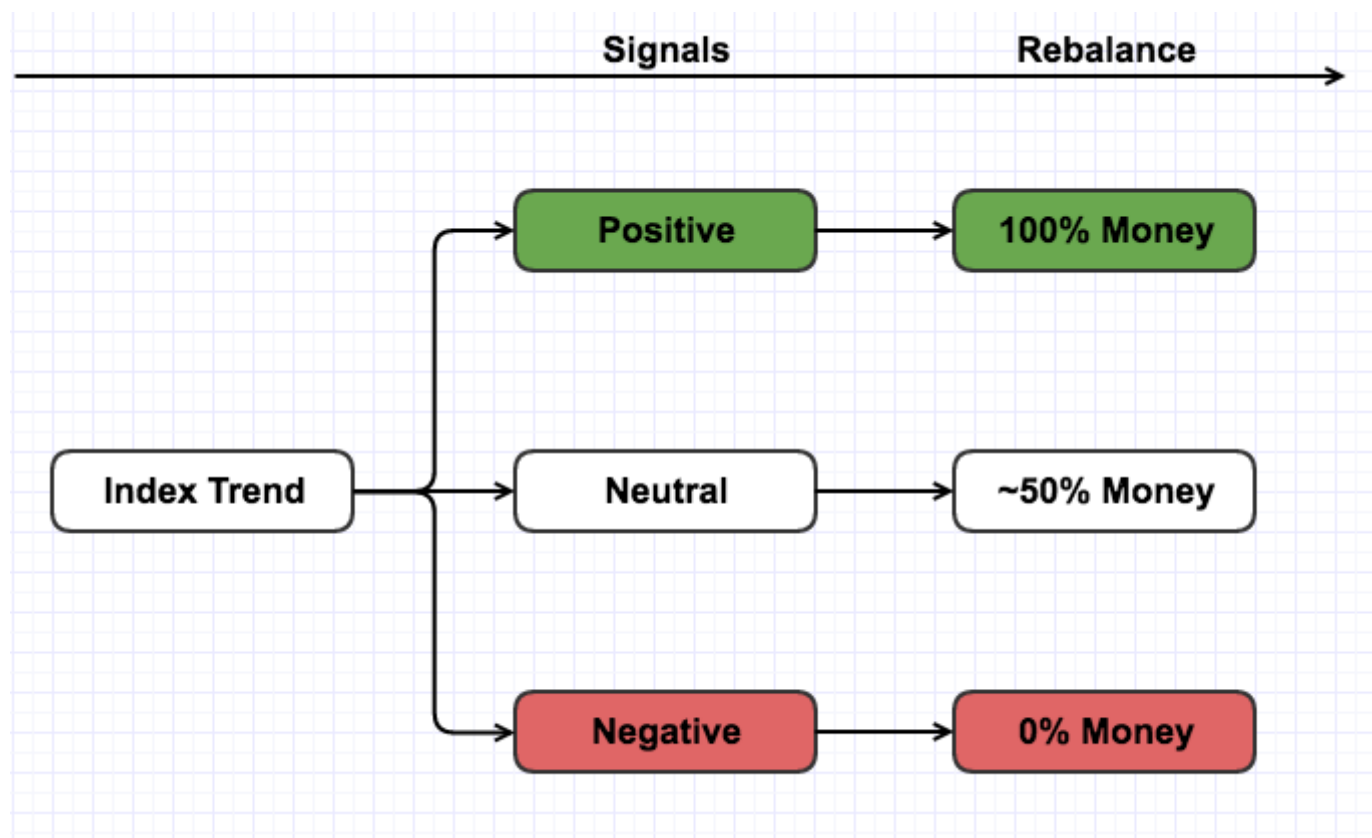 Signals
Rebalance
Positive
100% Money
Index Trend
Neutral
~50% Money
Negative
0% Money